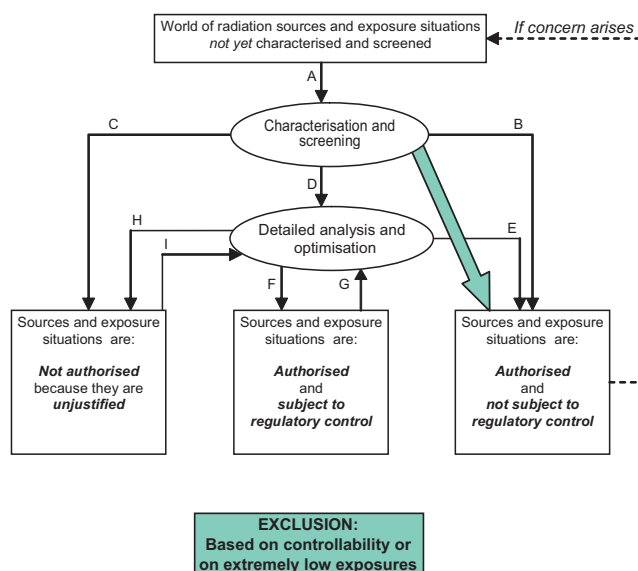 World of radiation sources and exposure situations
not yet characterised and screened
If concern arises
A
C
Characterisation and
screening
B
D
H
Detailed analysis and
optimisation
E
I
F
G
Sources and exposure
situations are:
Not authorised
because they are
unjustified
Sources and exposure
situations are:
Authorised
and
subject to
regulatory control
Sources and exposure
situations are:
Authorised
and
not subject to
regulatory control
EXCLUSION:
Based on controllability or
on extremely low exposures